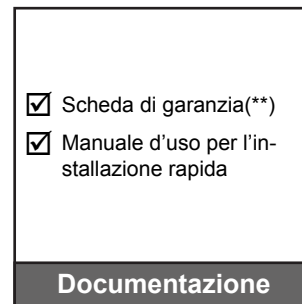 Scheda di garanzia(**)
Manuale d'uso per l'in-
stallazione rapida
Documentazione